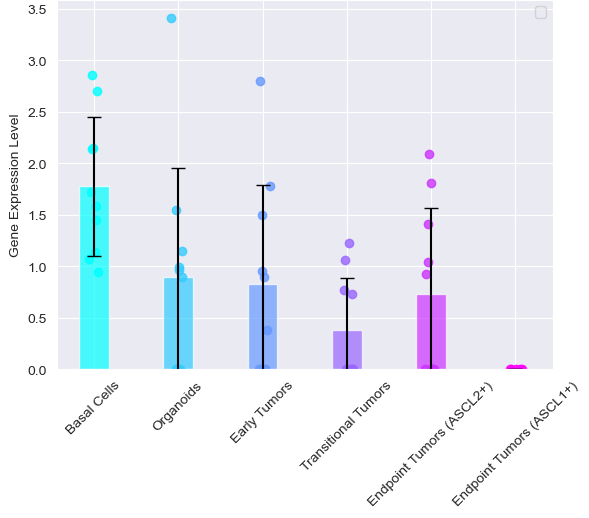 3.5
3.0
2.5
2.0
1.5
1.0
0.5
0.0
Gene Expression Level
Basal Cells
Organoids
Early Tumors
Transitional Tumors
Endpoint Tumors (ASCL2+)
Endpoint Tumors (ASCL1+)